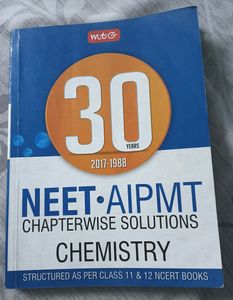 mtG
30
YEARS
2017-1988
NEET•AIPMT
CHAPTERWISE SOLUTIONS
CHEMISTRY
STRUCTURED AS PER CLASS 11 & 12 NCERT BOOKS